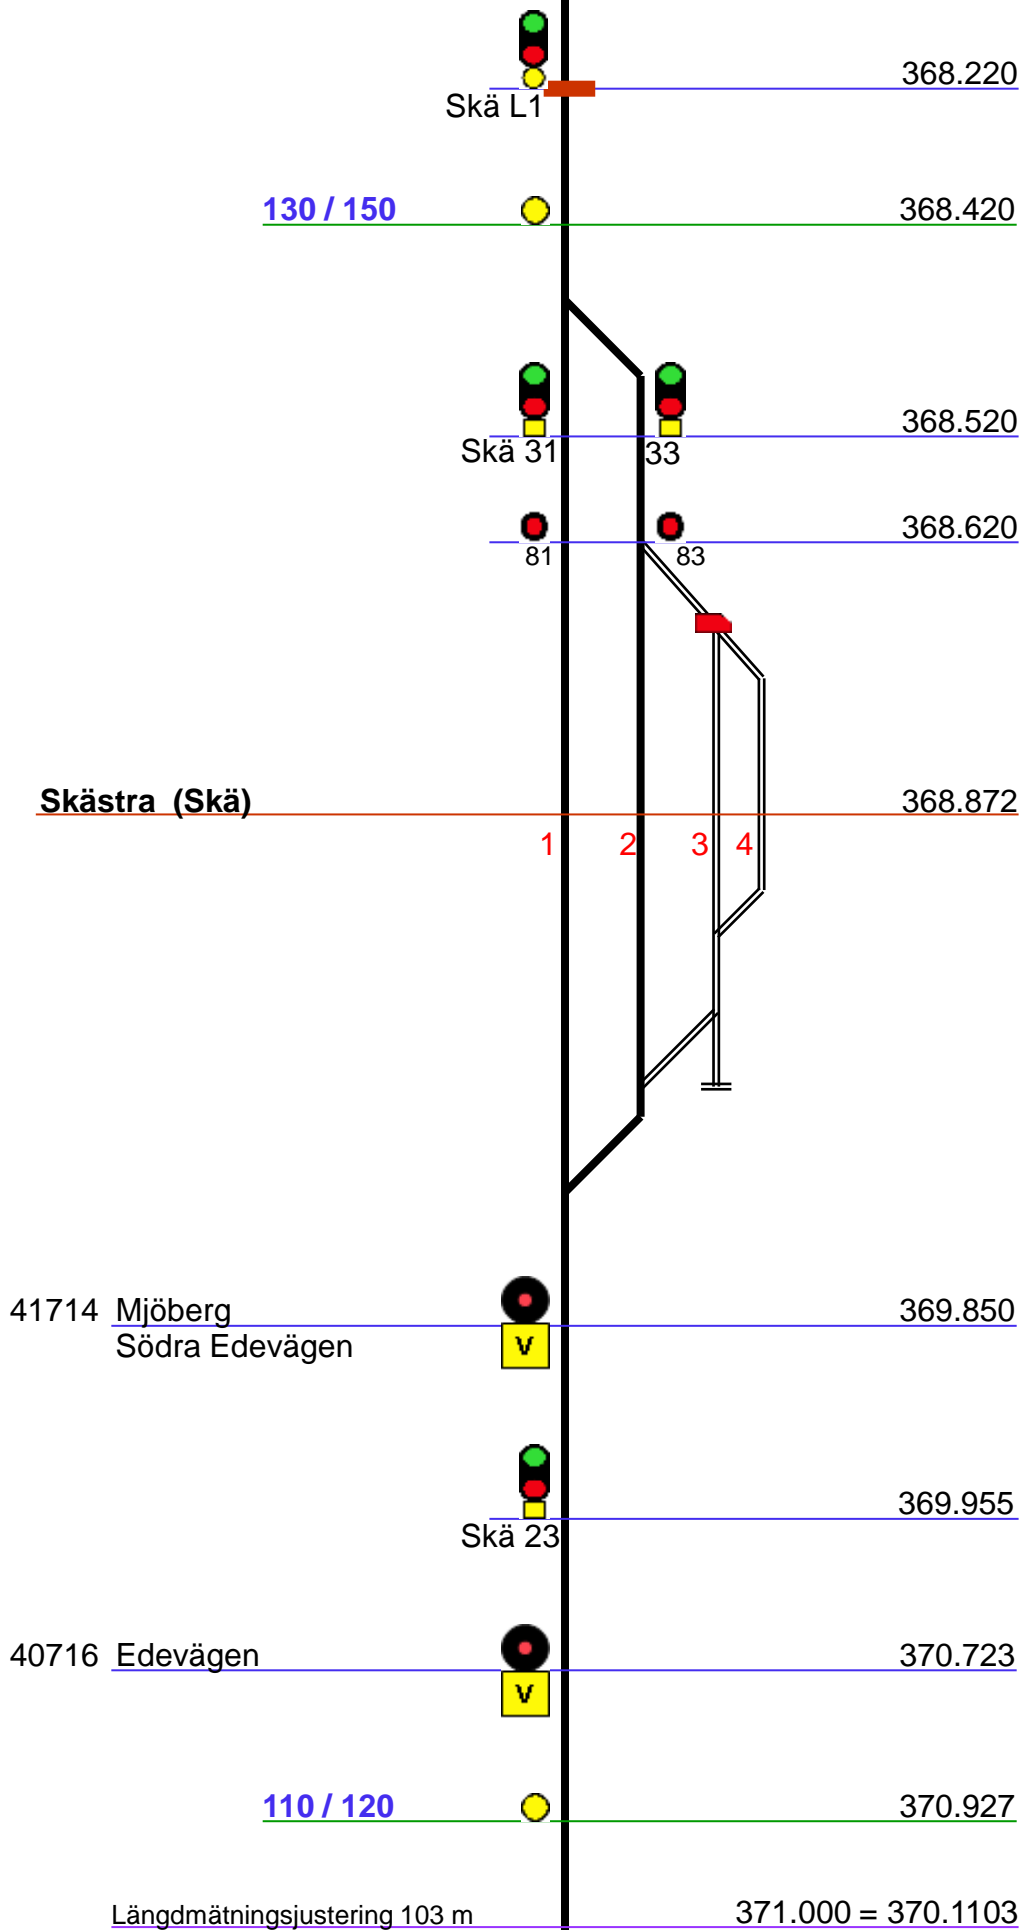 368.220
Skä L1
130 / 150
368.420
368.520
Skä 31
33
368.620
81
83
Skästra (Skä)
368.872
1
2
3
4
41714 Mjöberg
369.850
Södra Edevägen
V
369.955
Skä 23
40716 Edevägen
370.723
V
110 / 120
370.927
Längdmätningsjustering 103 m
371.000 = 370.1103